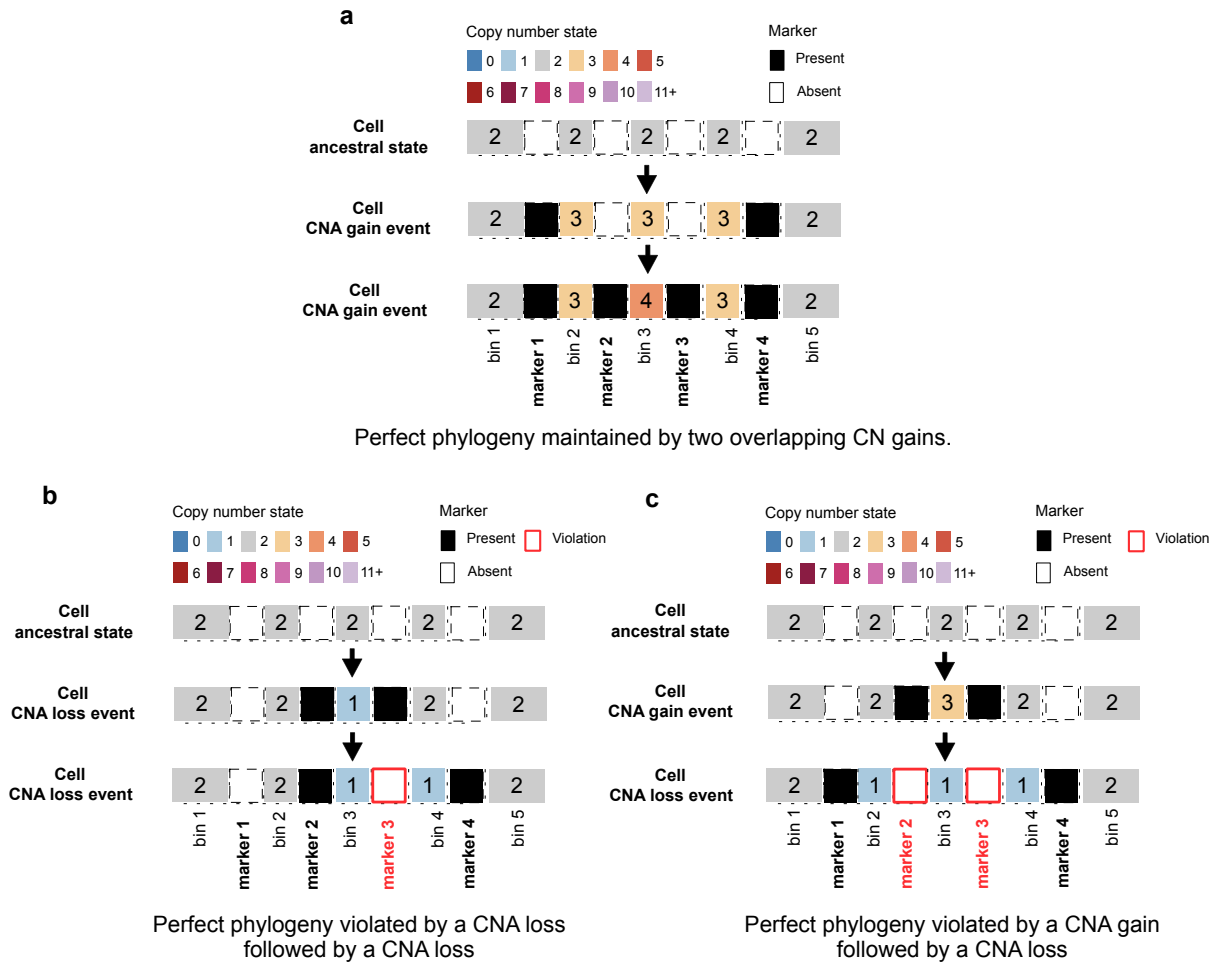 a
Copy number state
Marker
0 1 2 3 4 5
Present
6 7 8 9 10 11+
Absent
Cell
ancestral state
2 2 2 2 2
Cell
CNA gain event
2 3 3 3 2
Cell
CNA gain event
2 3 4 3 2
bin 1 marker 1 bin 2 marker 2 bin 3 marker 3 bin 4 marker 4 bin 5
Perfect phylogeny maintained by two overlapping CN gains.
b
Copy number state
Marker
0 1 2 3 4 5
Present Violation
6 7 8 9 10 11+
Absent
Cell
ancestral state
2 2 2 2 2
Cell
CNA loss event
2 2 1 2 2
Cell
CNA loss event
2 2 1 1 2
bin 1 marker 1 bin 2 marker 2 bin 3 marker 3 bin 4 marker 4 bin 5
Perfect phylogeny violated by a CNA loss
followed by a CNA loss
c
Copy number state
Marker
0 1 2 3 4 5
Present Violation
6 7 8 9 10 11+
Absent
Cell
ancestral state
2 2 2 2 2
Cell
CNA gain event
2 2 3 2 2
Cell
CNA loss event
2 1 1 1 2
bin 1 marker 1 bin 2 marker 2 bin 3 marker 3 bin 4 marker 4 bin 5
Perfect phylogeny violated by a CNA gain
followed by a CNA loss